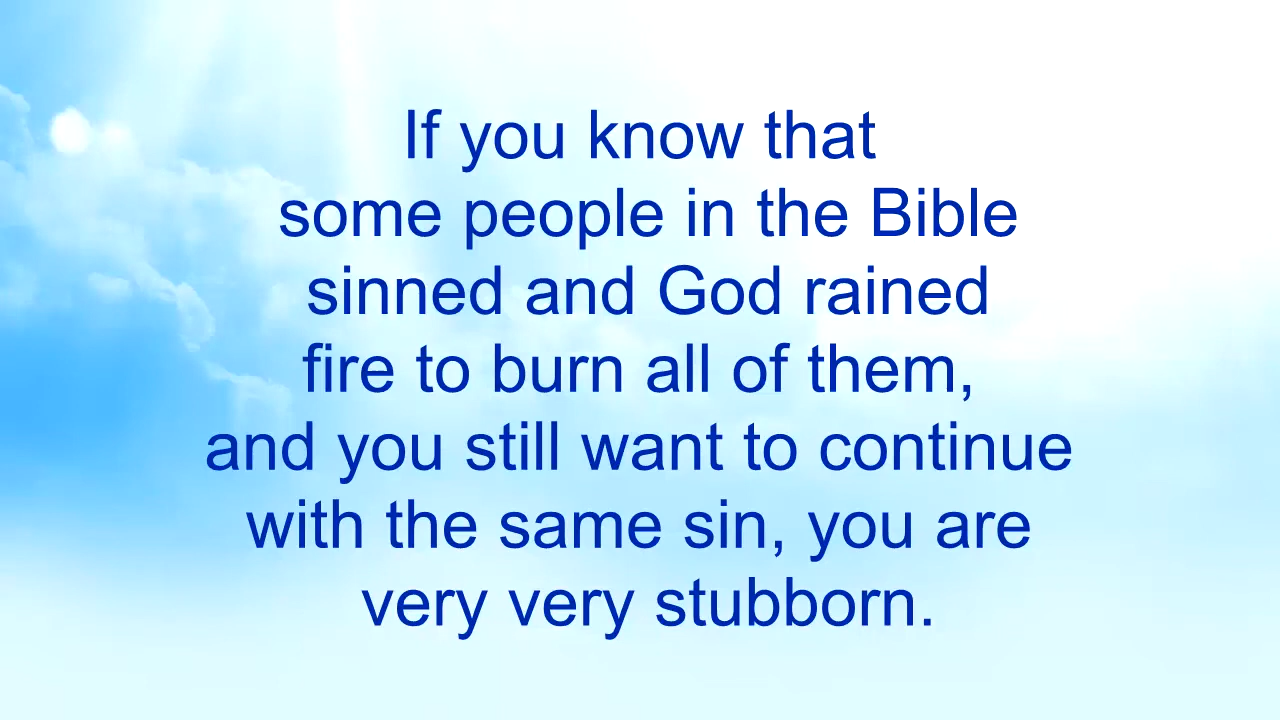 If you know that
some people in the Bible
sinned and God rained
fire to burn all of them,
and you still want to continue
with the same sin, you are
very very stubborn.